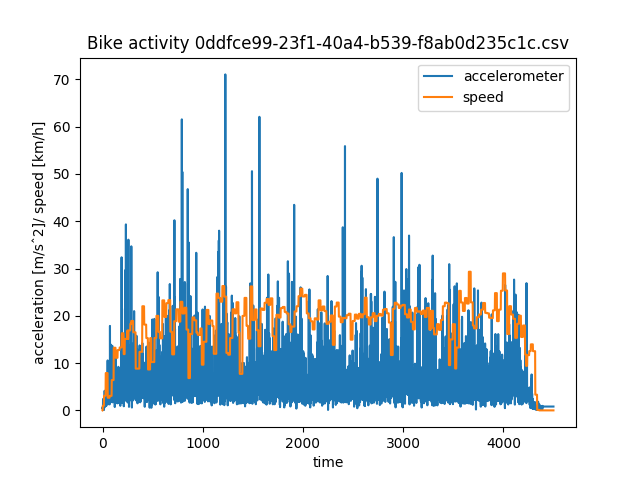 Bike activity 0ddfce99-23f1-40a4-b539-f8ab0d235c1c.csv
accelerometer
speed
acceleration [m/s^2]/ speed [km/h]
70
60
50
40
30
20
10
0
0 1000 2000 3000 4000
time